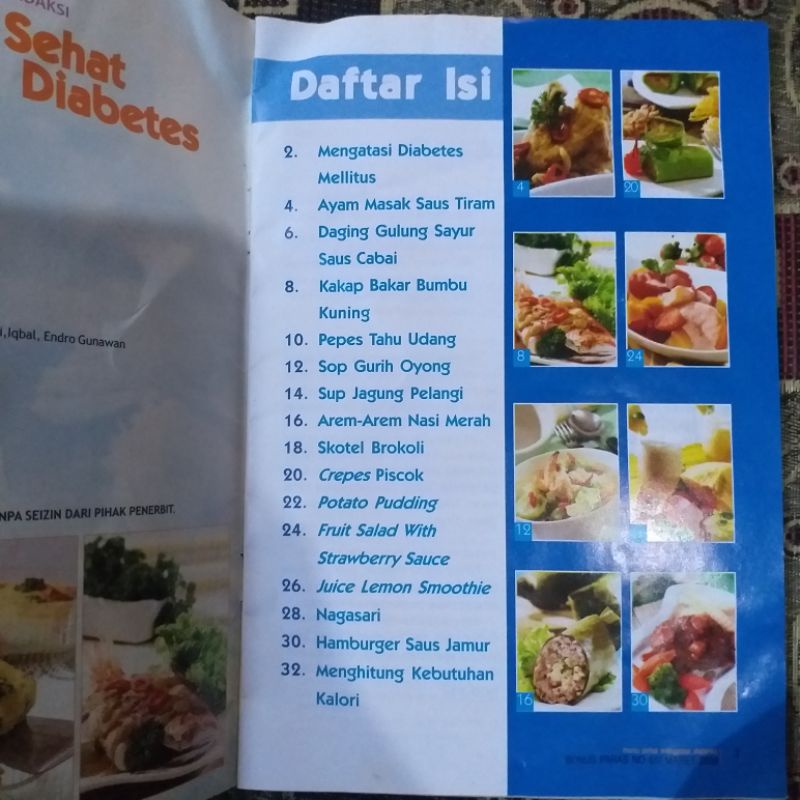 DAKSI
Sehat
Diabetes
i,Iqbal, Endro Gunawan
NPA SEIZIN DARI PIHAK PENERBIT.
Daftar Isi
2. Mengatasi Diabetes
Mellitus
4. Ayam Masak Saus Tiram
6. Daging Gulung Sayur
Saus Cabai
8. Kakap Bakar Bumbu
Kuning
10. Pepes Tahu Udang
12. Sop Gurih Oyong
14. Sup Jagung Pelangi
16. Arem-Arem Nasi Merah
18. Skotel Brokoli
20. Crepes Piscok
22. Potato Pudding
24. Fruit Salad With
Strawberry Sauce
26. Juice Lemon Smoothie
28. Nagasari
30. Hamburger Saus Jamur
32. Menghitung Kebutuhan
Kalori
4
20
8
24
12
16
30